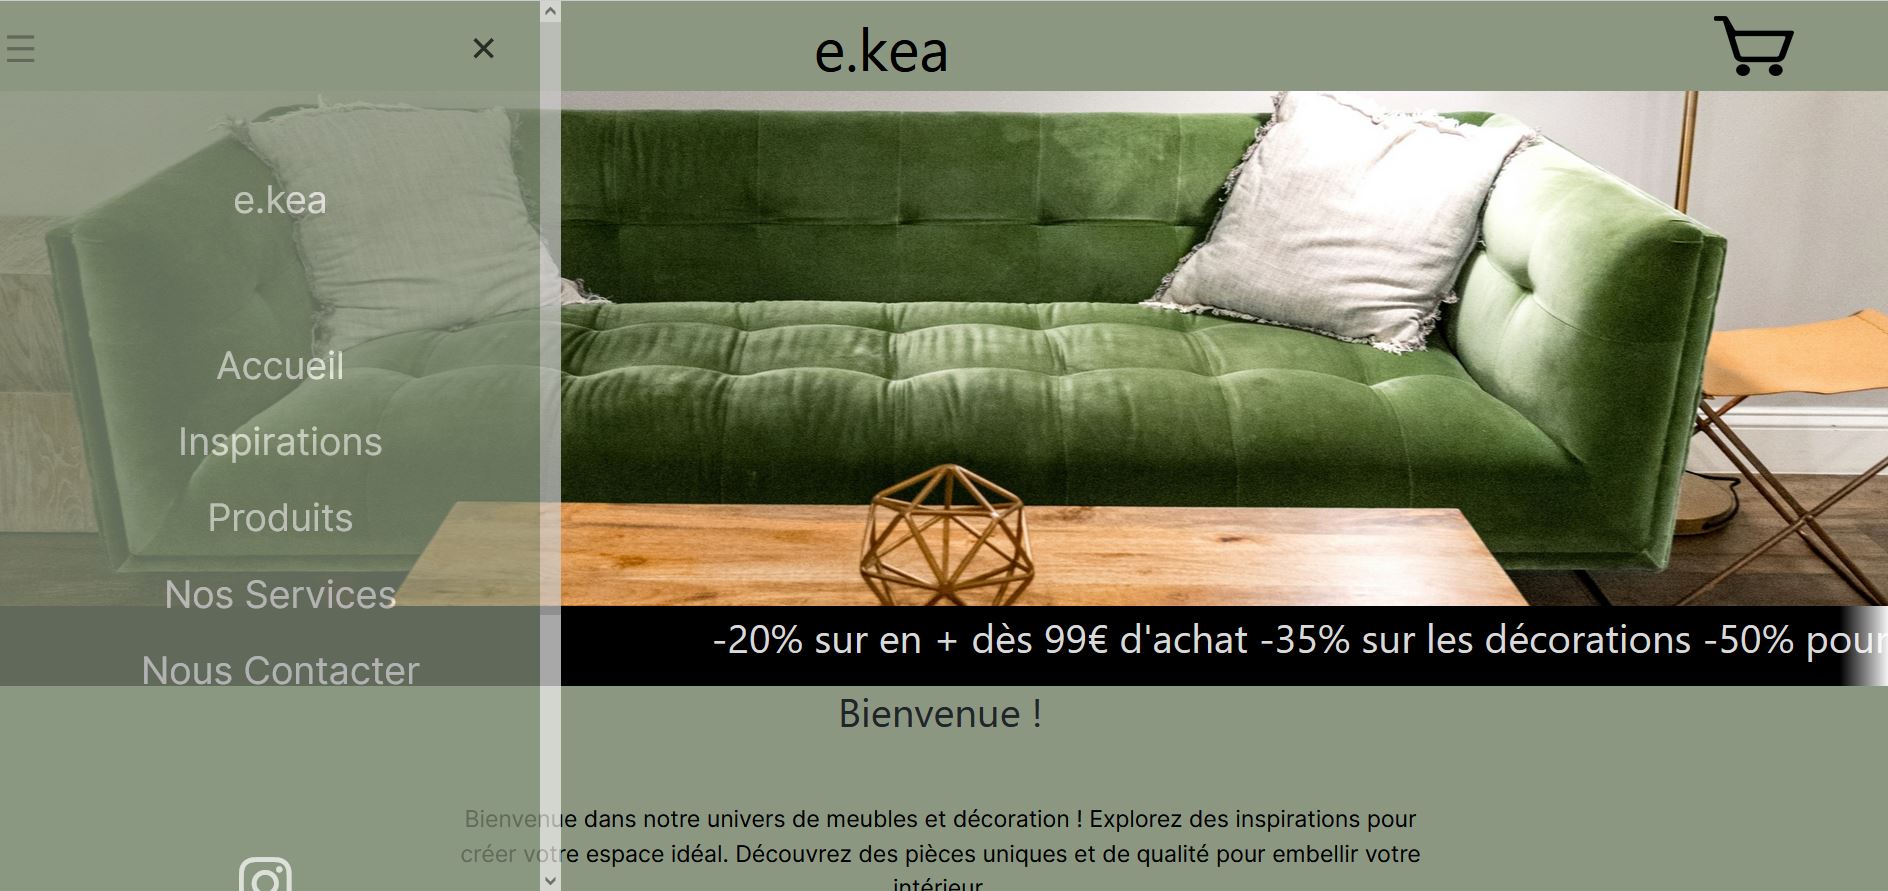 e.kea
e.kea
Accueil
Inspirations
Produits
Nos Services
Nous Contacter
-20% sur en + dès 99€ d'achat -35% sur les décorations -50% pour
Bienvenue !
Bienvenue dans notre univers de meubles et décoration ! Explorez des inspirations pour
créer votre espace idéal. Découvrez des pièces uniques et de qualité pour embellir votre
intérieur.